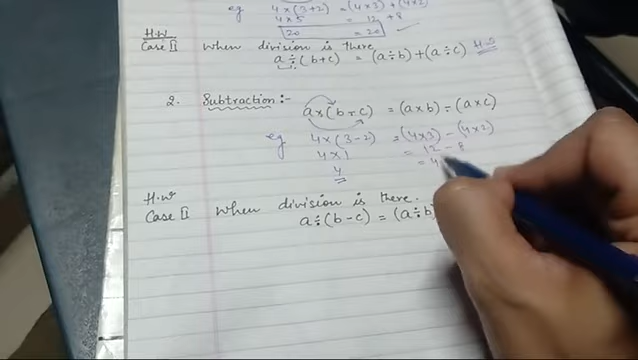 eg 4×(3+2) = (4×3) + (4×2)
4×5 = 12 + 8
20 = 20
H.W
Case II When division is there
a÷(b+c) = (a÷b)+(a÷c) H.W
2. Subtraction:-
a×(b-c) = (a×b) - (a×c)
eg 4×(3-2) = (4×3) - (4×2)
4×1 = 12 - 8
4 = 4
H.W
Case II When division is there.
a÷(b-c) = (a÷b)